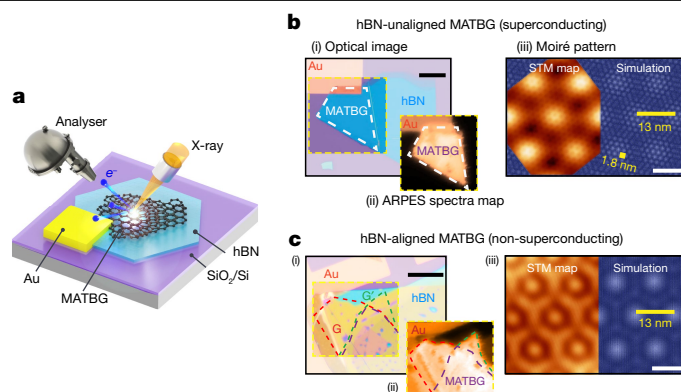 a
Analyser
X-ray
e–
Au
MATBG
hBN
SiO2/Si
b
hBN-unaligned MATBG (superconducting)
(i) Optical image
Au
hBN
MATBG
Au
MATBG
(ii) ARPES spectra map
(iii) Moiré pattern
STM map
Simulation
13 nm
1.8 nm
c
hBN-aligned MATBG (non-superconducting)
(i)
Au
hBN
G
G′
Au
MATBG
(ii)
(iii)
STM map
Simulation
13 nm